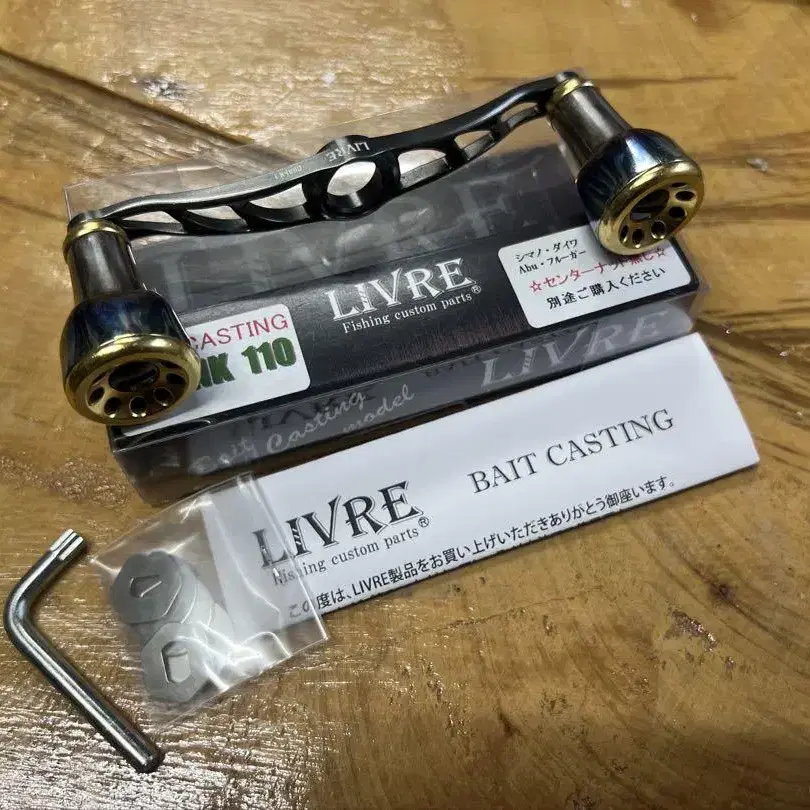 LIVRE
LIVRE
Fishing custom parts®
シマノ・ダイワ
Abu・フルーガー
☆センターナット無し☆
別途ご購入ください
CASTING
110
LIVRE
Bait Casting
model
LIVRE®
Fishing custom parts
BAIT CASTING
この度は、LIVRE製品をお買い上げいただきありがとう御座います。